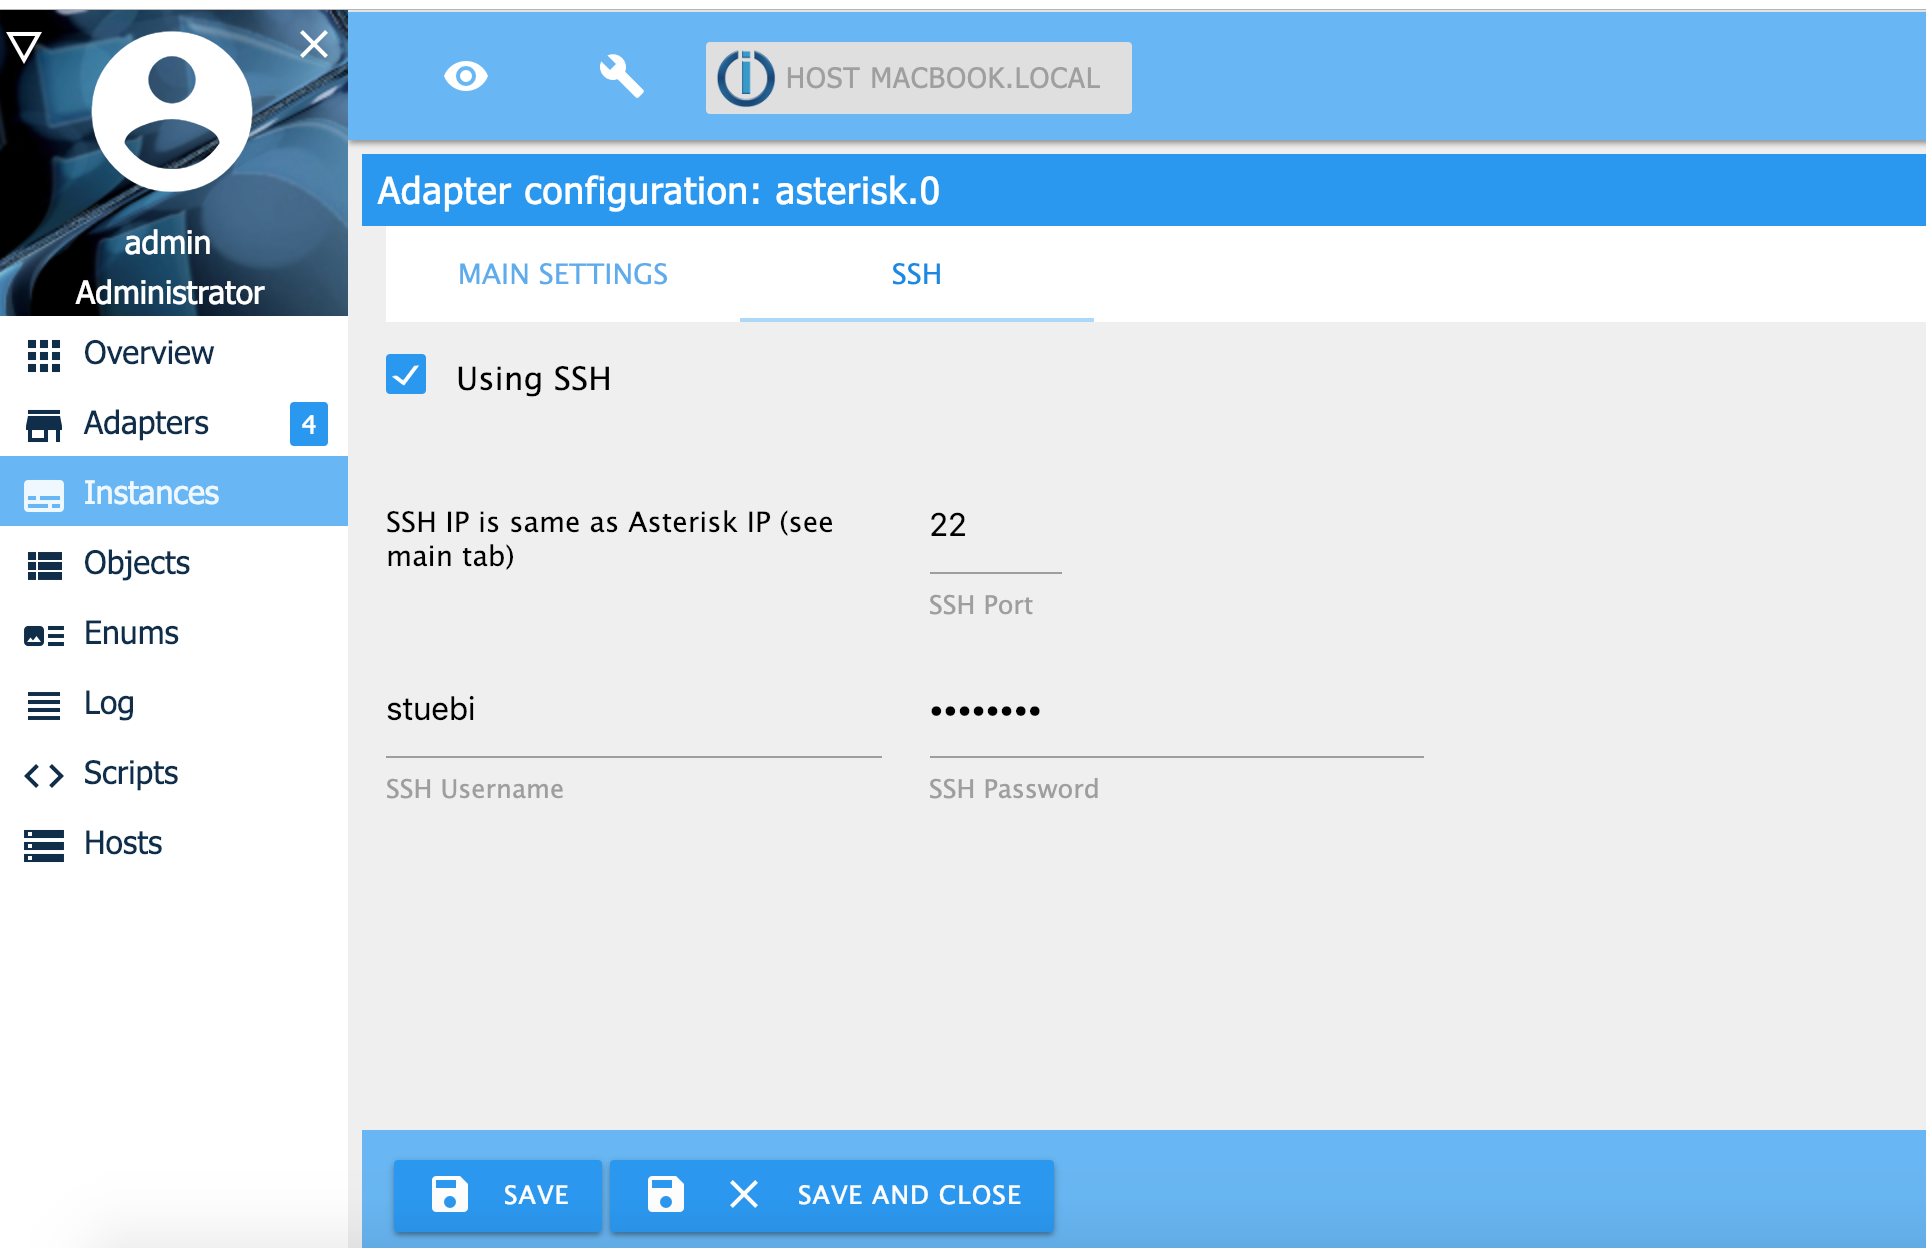 admin
Administrator
Overview
Adapters 4
Instances
Objects
Enums
Log
Scripts
Hosts
HOST MACBOOK.LOCAL
Adapter configuration: asterisk.0
MAIN SETTINGS SSH
Using SSH
SSH IP is same as Asterisk IP (see
main tab)
22
SSH Port
stuebi
••••••••
SSH Username
SSH Password
SAVE
SAVE AND CLOSE